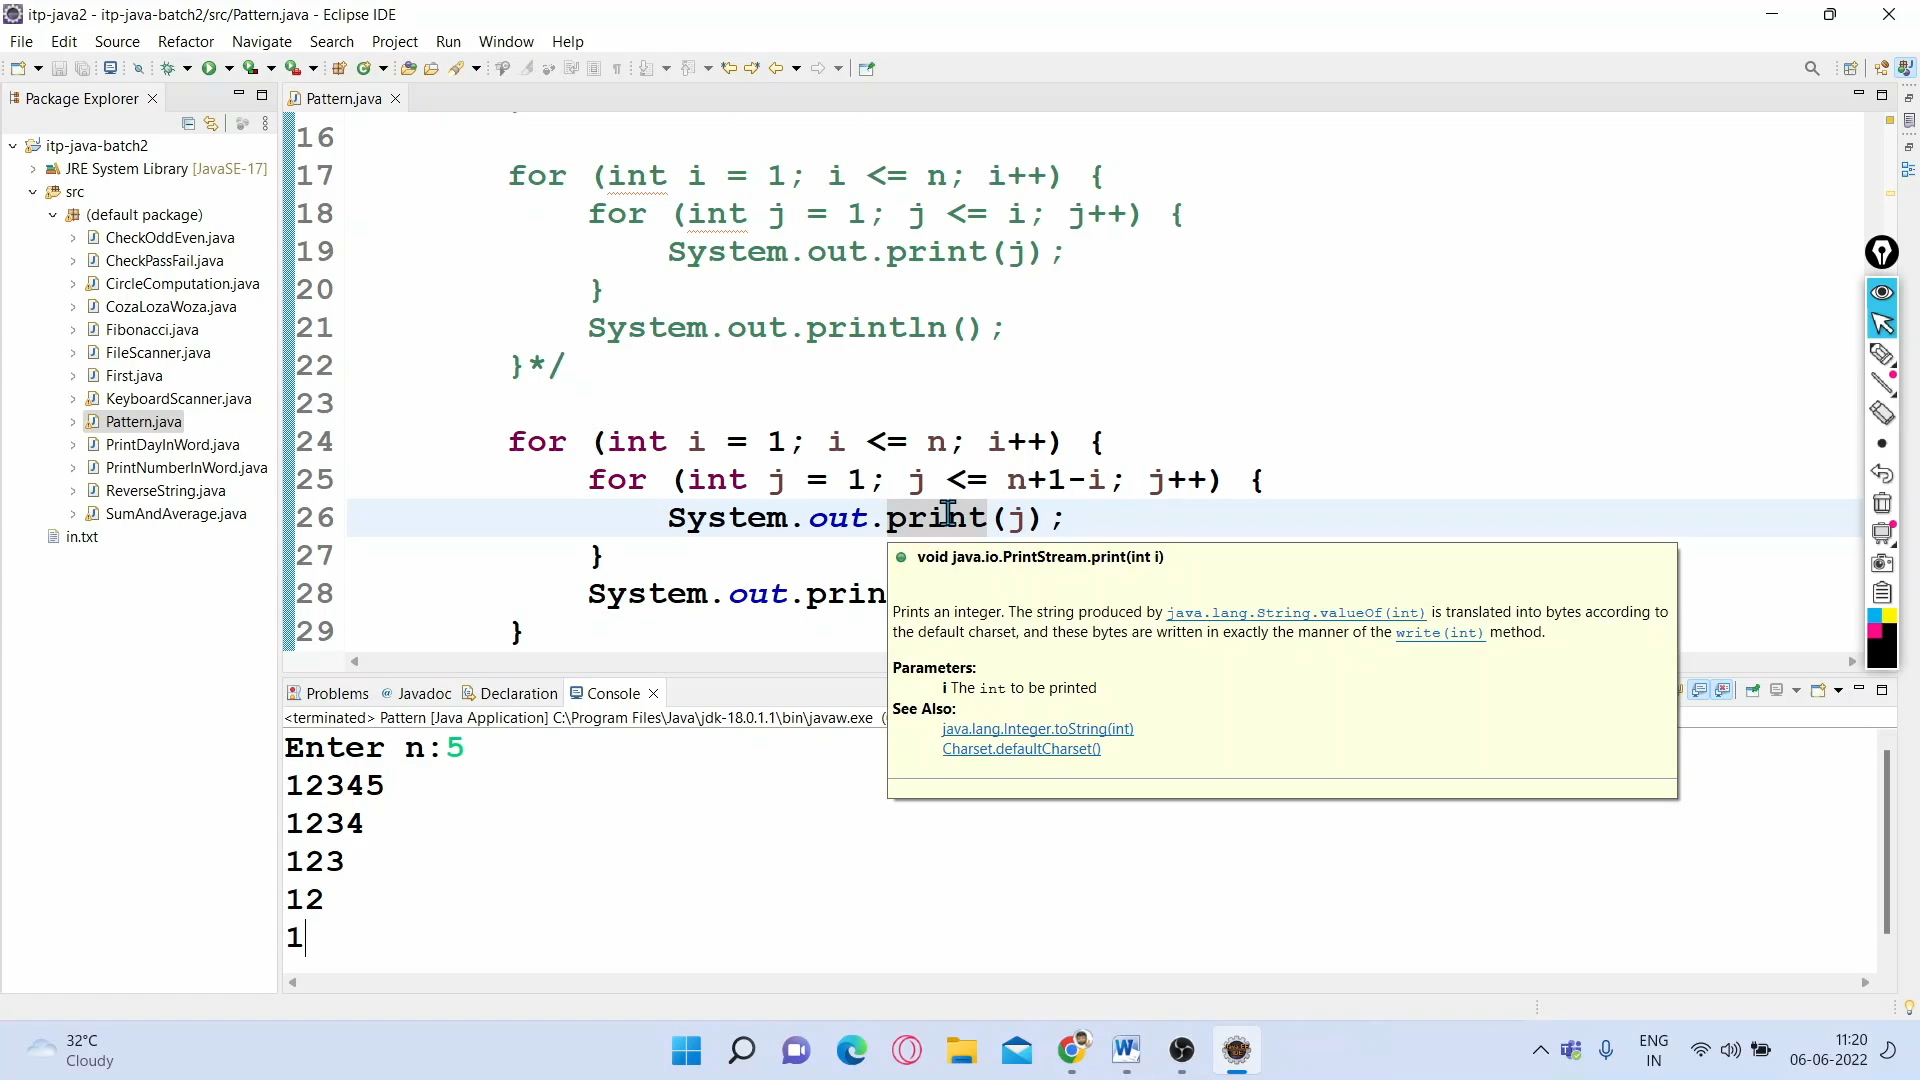 itp-java2 - itp-java-batch2/src/Pattern.java - Eclipse IDE
File Edit Source Refactor Navigate Search Project Run Window Help
Package Explorer
itp-java-batch2
JRE System Library [JavaSE-17]
src
(default package)
CheckOddEven.java
CheckPassFail.java
CircleComputation.java
CozaLozaWoza.java
Fibonacci.java
FileScanner.java
First.java
KeyboardScanner.java
Pattern.java
PrintDayInWord.java
PrintNumberInWord.java
ReverseString.java
SumAndAverage.java
in.txt
Pattern.java
16
17 for (int i = 1; i <= n; i++) {
18 for (int j = 1; j <= i; j++) {
19 System.out.print(j);
20 }
21 System.out.println();
22 }*/
23
24 for (int i = 1; i <= n; i++) {
25 for (int j = 1; j <= n+1-i; j++) {
26 System.out.print(j);
27 }
28 System.out.prin
29 }
void java.io.PrintStream.print(int i)
Prints an integer. The string produced by java.lang.String.valueOf(int) is translated into bytes according to
the default charset, and these bytes are written in exactly the manner of the write(int) method.
Parameters:
i The int to be printed
See Also:
java.lang.Integer.toString(int)
Charset.defaultCharset()
Problems @ Javadoc Declaration Console
<terminated> Pattern [Java Application] C:\Program Files\Java\jdk-18.0.1.1\bin\javaw.exe (
Enter n:5
12345
1234
123
12
1
32°C
Cloudy
ENG
IN
11:20
06-06-2022